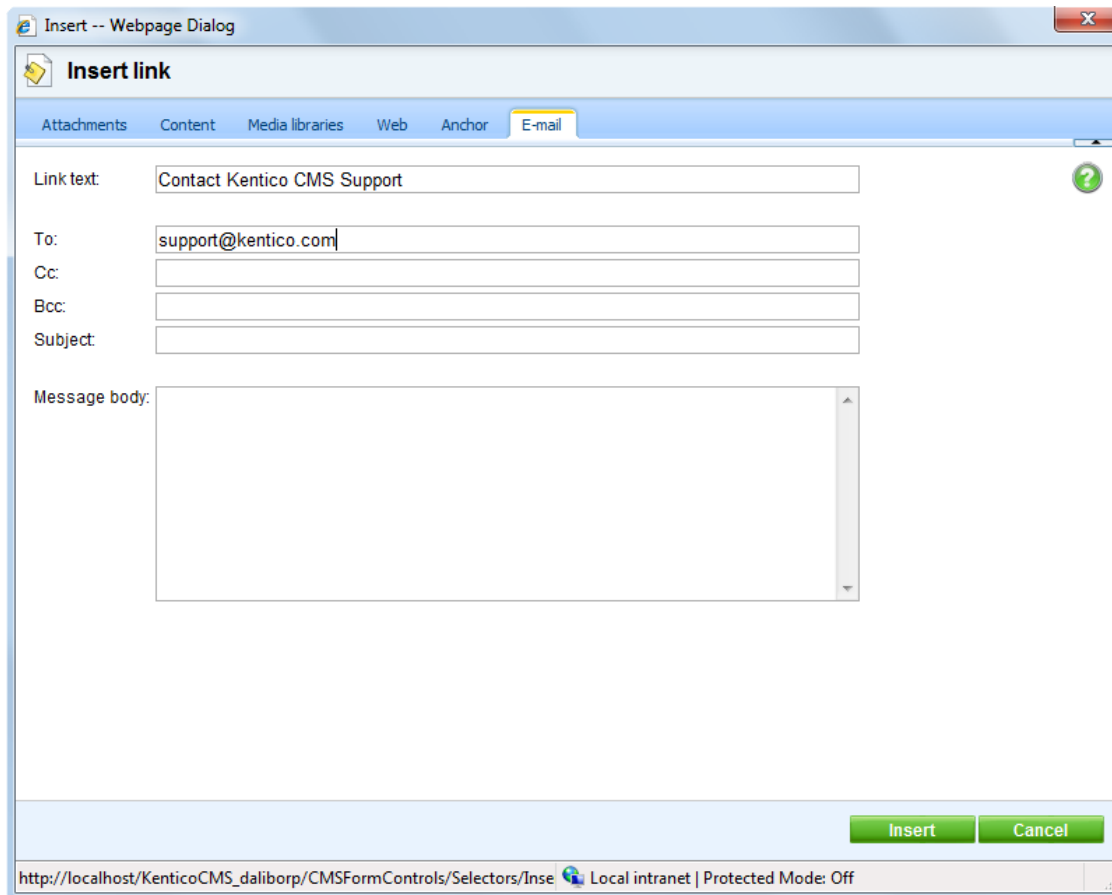 Insert -- Webpage Dialog
Insert link
Attachments Content Media libraries Web Anchor E-mail
Link text: Contact Kentico CMS Support
To: support@kentico.com
Cc:
Bcc:
Subject:
Message body:
Insert Cancel
http://localhost/KenticoCMS_daliborp/CMSFormControls/Selectors/Inse Local intranet | Protected Mode: Off